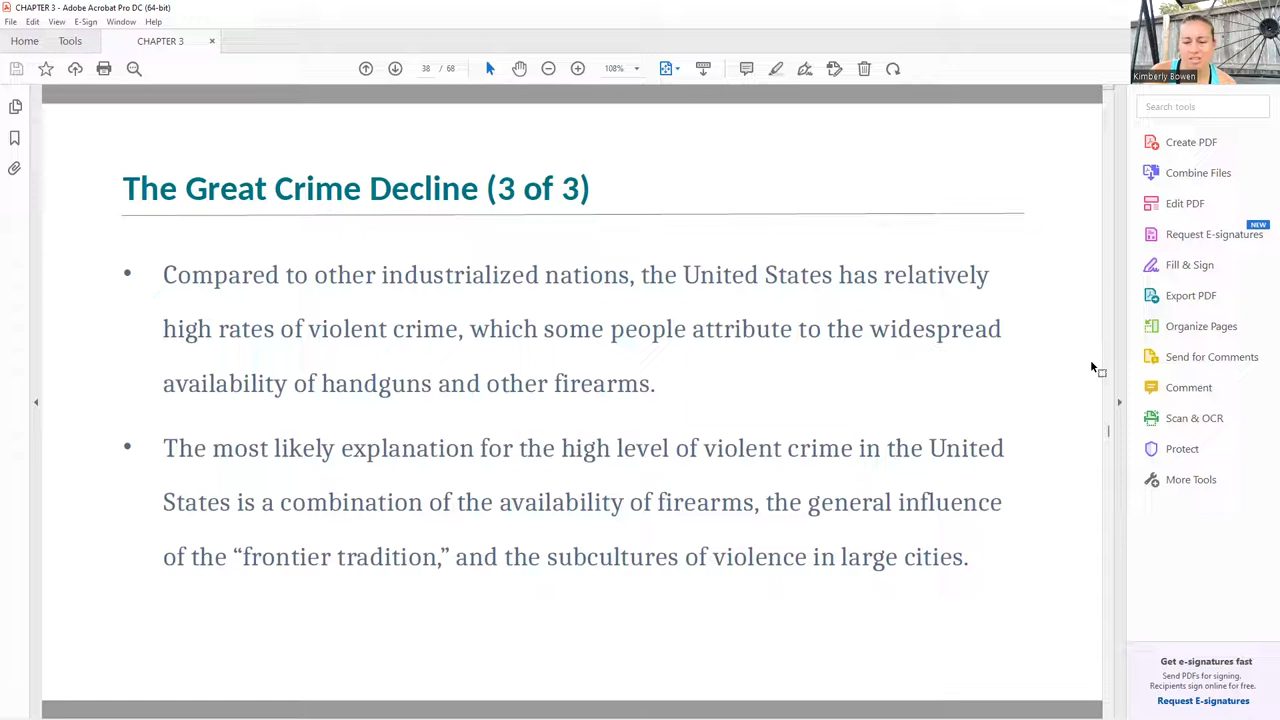 CHAPTER 3 - Adobe Acrobat Pro DC (64-bit)
File Edit View E-Sign Window Help
Home Tools CHAPTER 3 ×
38 / 68 108%
Kimberly Bowen
The Great Crime Decline (3 of 3)
• Compared to other industrialized nations, the United States has relatively
high rates of violent crime, which some people attribute to the widespread
availability of handguns and other firearms.
• The most likely explanation for the high level of violent crime in the United
States is a combination of the availability of firearms, the general influence
of the “frontier tradition,” and the subcultures of violence in large cities.
Search tools
Create PDF
Combine Files
Edit PDF
NEW
Request E-signatures
Fill & Sign
Export PDF
Organize Pages
Send for Comments
Comment
Scan & OCR
Protect
More Tools
Get e-signatures fast
Send PDFs for signing.
Recipients sign online for free.
Request E-signatures